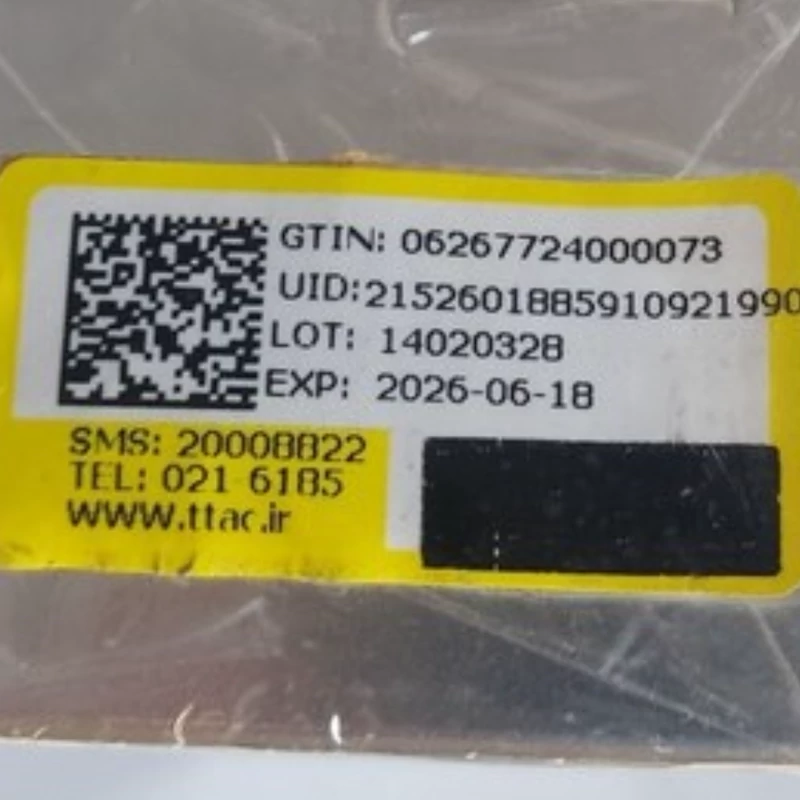 GTIN: 06267724000073
UID:2152601885910921990
LOT: 14020328
EXP: 2026-06-18
SMS: 20008822
TEL: 021 6185
www.ttac.ir